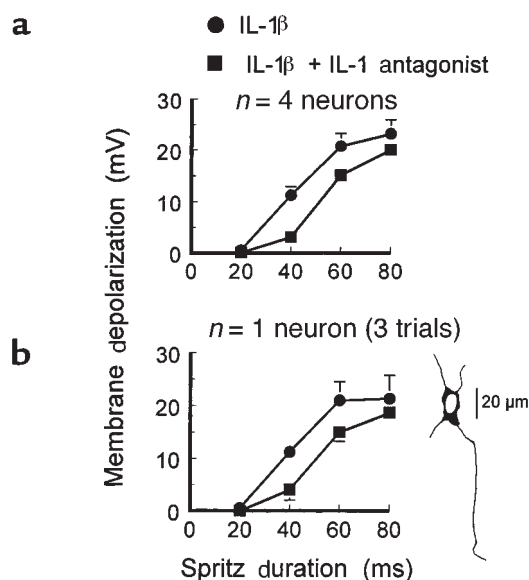 a
IL-1β
IL-1β + IL-1 antagonist
n = 4 neurons
30
20
10
0
0 20 40 60 80
Membrane depolarization (mV)
b
n = 1 neuron (3 trials)
30
20
10
0
0 20 40 60 80
20 µm
Spritz duration (ms)